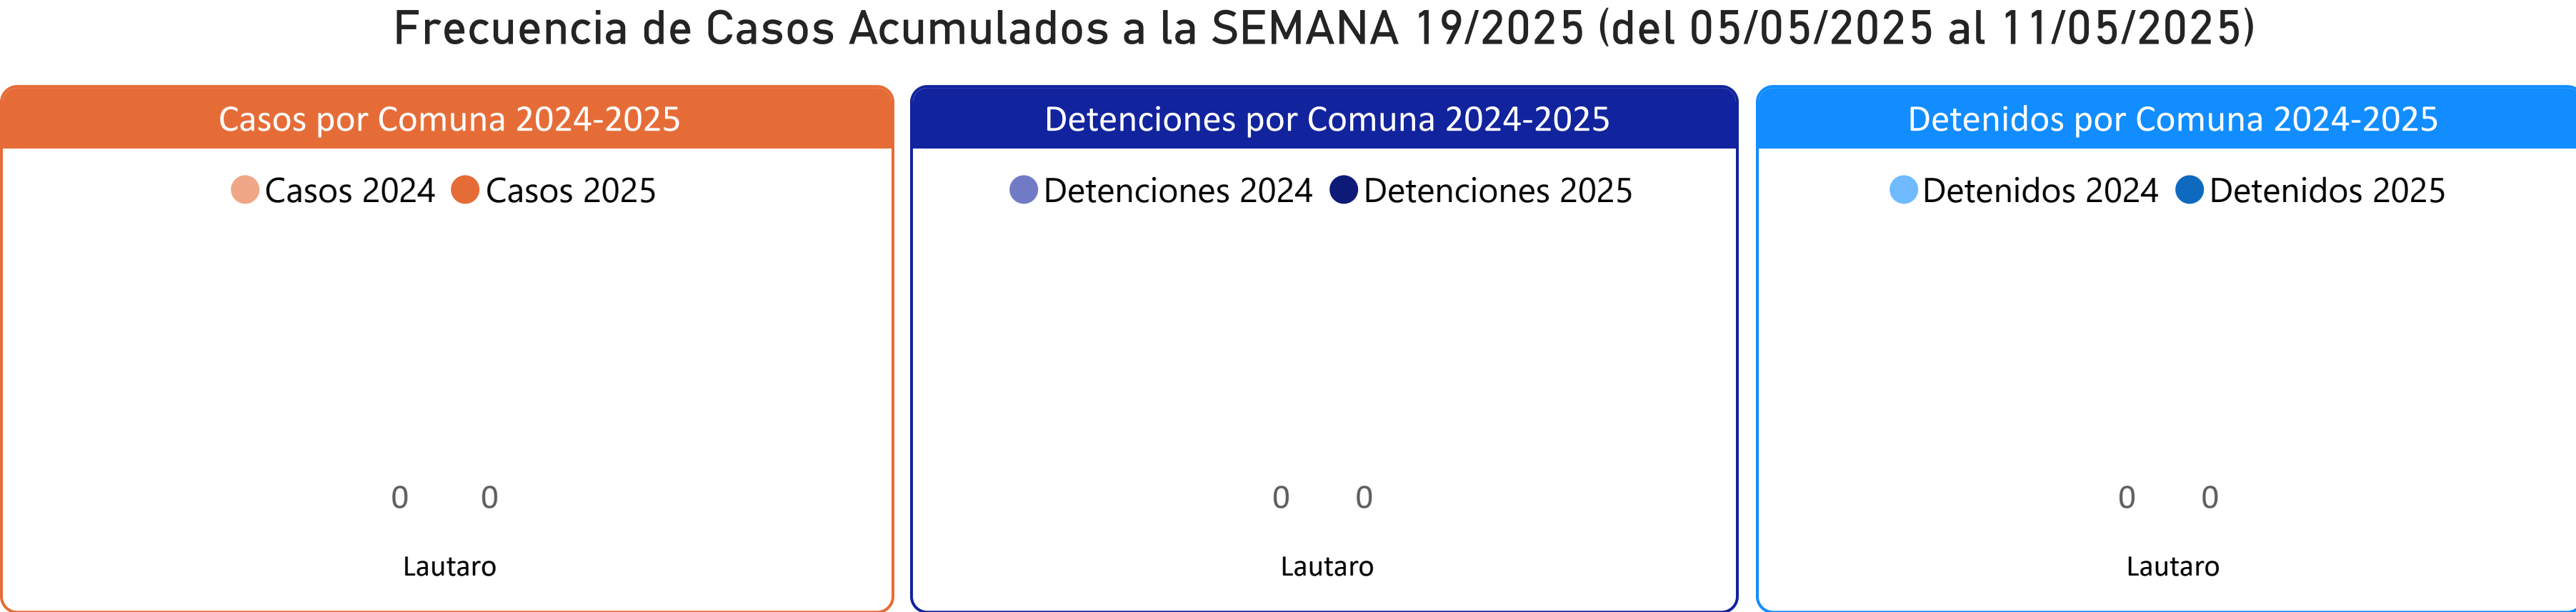 Frecuencia de Casos Acumulados a la SEMANA 19/2025 (del 05/05/2025 al 11/05/2025)
Casos por Comuna 2024-2025
Casos 2024 Casos 2025
0 0
Lautaro
Detenciones por Comuna 2024-2025
Detenciones 2024 Detenciones 2025
0 0
Lautaro
Detenidos por Comuna 2024-2025
Detenidos 2024 Detenidos 2025
0 0
Lautaro